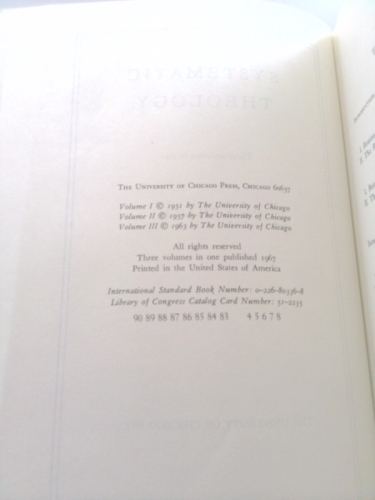 SYSTEMATIC
THEOLOGY
THE UNIVERSITY OF CHICAGO PRESS, CHICAGO 60637
Volume I © 1951 by The University of Chicago
Volume II © 1957 by The University of Chicago
Volume III © 1963 by The University of Chicago
All rights reserved
Three volumes in one published 1967
Printed in the United States of America
International Standard Book Number: 0-226-80336-8
Library of Congress Catalog Card Number: 51-2235
90 89 88 87 86 85 84 83 4 5 6 7 8